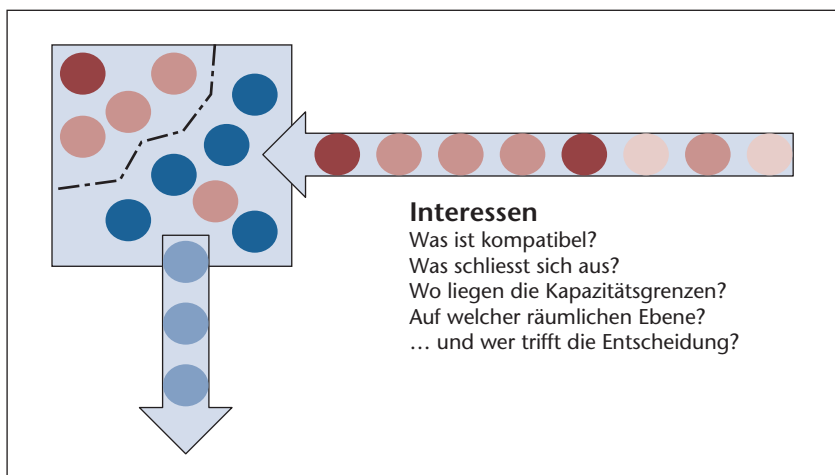 Interessen
Was ist kompatibel?
Was schliesst sich aus?
Wo liegen die Kapazitätsgrenzen?
Auf welcher räumlichen Ebene?
… und wer trifft die Entscheidung?